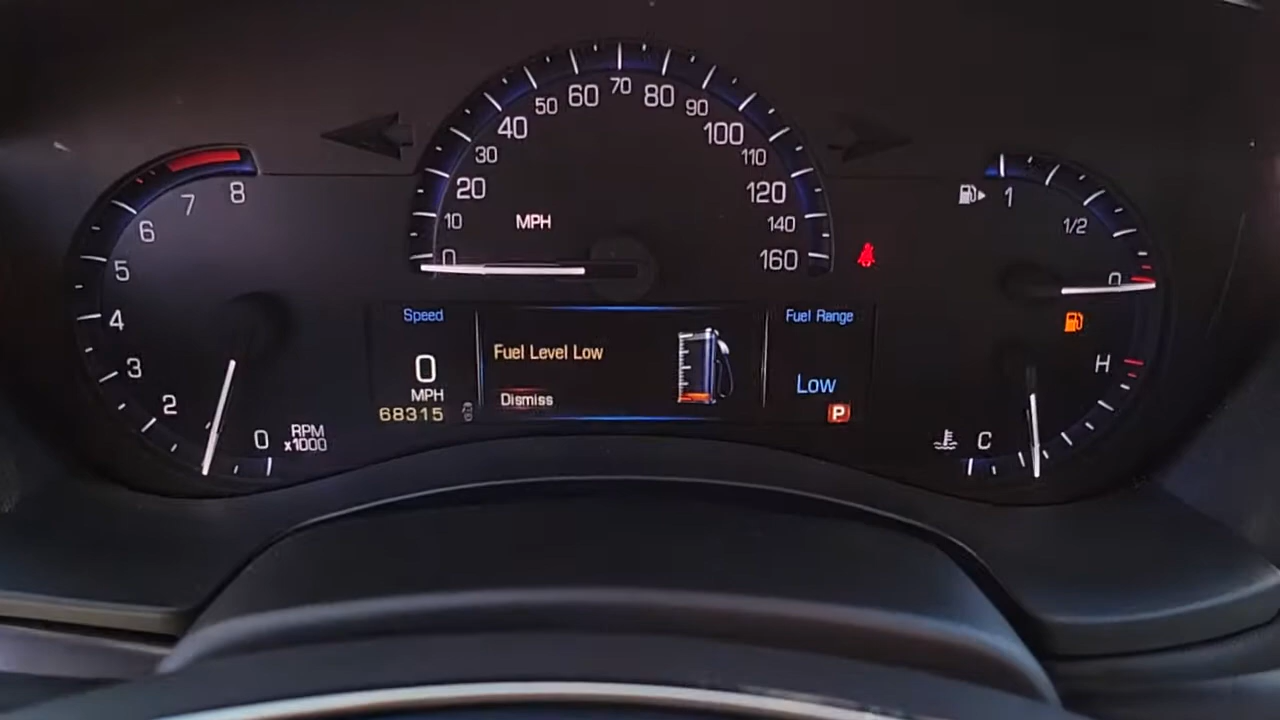 8
7
6
5
4
3
2
0
RPM
x1000
0
10
20
30
40
50
60
70
80
90
100
110
120
140
160
MPH
1
1/2
0
H
C
Speed
0
MPH
68315
Fuel Level Low
Dismiss
Fuel Range
Low
P